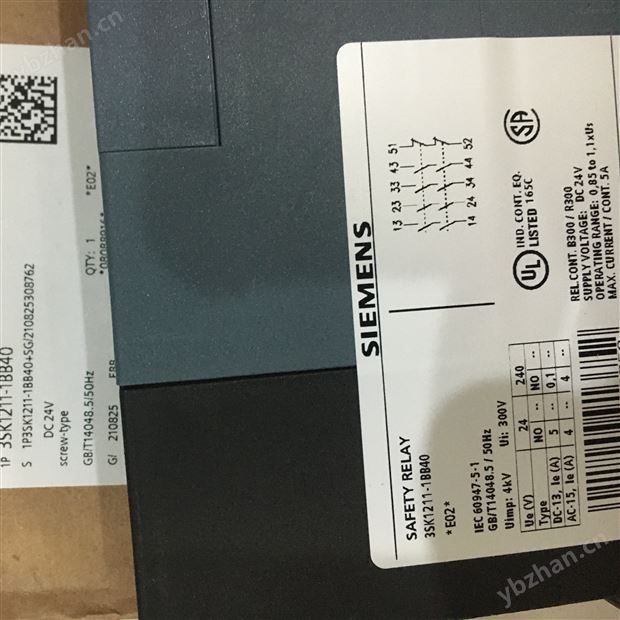 1P 3SK1211-1BB40
S 1P3SK1211-1BB40+SG/210825308762
DC 24V
screw-type
GB/T14048.5/50Hz
G/ 210825
QTY: 1 *E02*
SIEMENS
13 23 33 43 51
14 24 34 44 52
UL IND. CONT. EQ.
LISTED 165C
SA
REL.CONT. B300 / R300
SUPPLY VOLTAGE: DC 24V
OPERATING RANGE: 0,85 to 1,1xUs
MAX. CURRENT / CONT. 5A
SAFETY RELAY
3SK1211-1BB40
*E02*
IEC 60947-5-1
GB/T14048.5 / 50Hz
Uimp: 4kV Ui: 300V
Ue (V) 24 240
Type NO -- NO --
DC-13, Ie (A) 5 -- 0,1 --
AC-15, Ie (A) 4 -- 4 --
ybzhan.cn